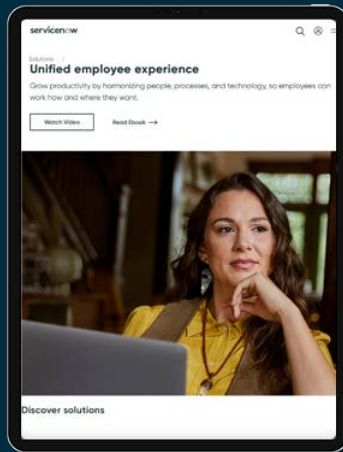 servicenow
Solutions /
Unified employee experience
Grow productivity by harmonizing people, processes, and technology, so employees can
work how and where they want.
Watch Video
Read Ebook →
Discover solutions